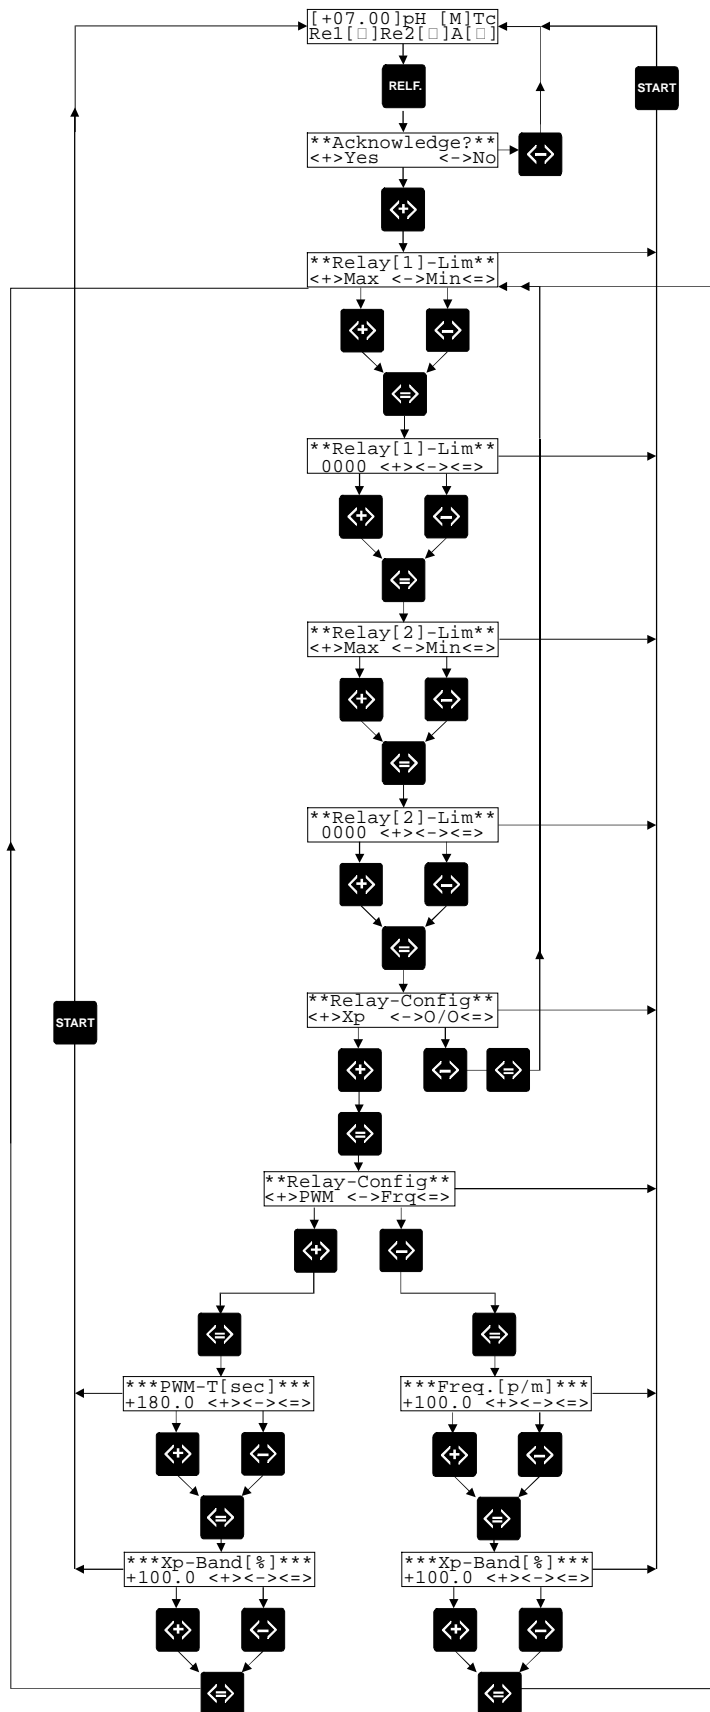 [+07.00]pH [M]Tc
Re1[□]Re2[□]A[□]
RELF.
START
**Acknowledge?**
<+>Yes <->No
<->
<+>
**Relay[1]-Lim**
<+>Max <->Min<=>
<+> <->
<=>
**Relay[1]-Lim**
0000 <+><-><=>
<+> <->
<=>
**Relay[2]-Lim**
<+>Max <->Min<=>
<+> <->
<=>
**Relay[2]-Lim**
0000 <+><-><=>
<+> <->
<=>
**Relay-Config**
<+>Xp <->O/O<=>
START
<+> <-> <=>
<=>
**Relay-Config**
<+>PWM <->Frq<=>
<+> <->
<=> <=>
***PWM-T[sec]***
+180.0 <+><-><=>
***Freq.[p/m]***
+100.0 <+><-><=>
<+> <-> <+> <->
<=> <=>
***Xp-Band[%]***
+100.0 <+><-><=>
***Xp-Band[%]***
+100.0 <+><-><=>
<+> <-> <+> <->
<=> <=>